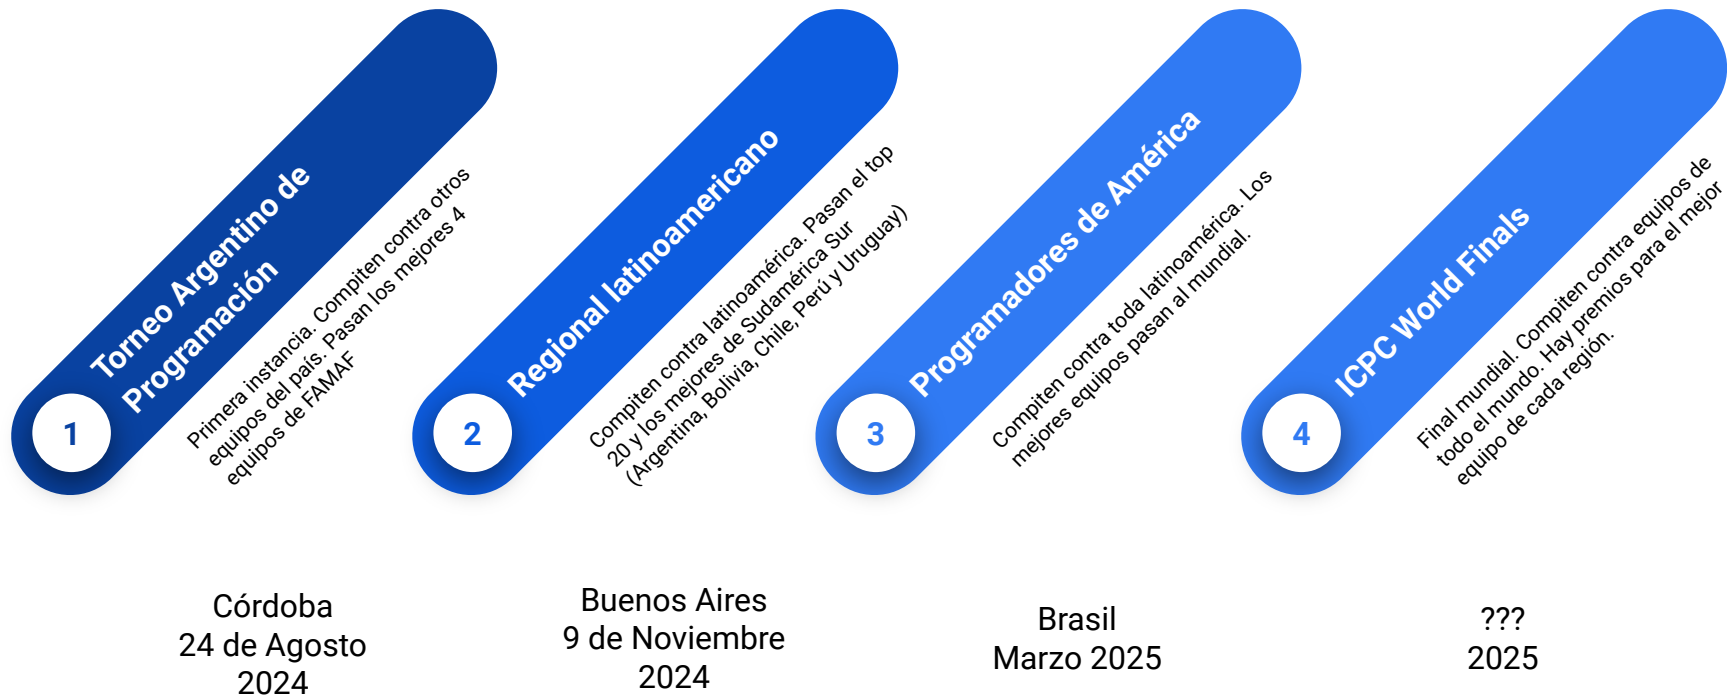 1
Torneo Argentino de
Programación
Primera instancia. Compiten contra otros
equipos del país. Pasan los mejores 4
equipos de FAMAF
Córdoba
24 de Agosto
2024
2
Regional latinoamericano
Compiten contra latinoamérica. Pasan el top
20 y los mejores de Sudamérica Sur
(Argentina, Bolivia, Chile, Perú y Uruguay)
Buenos Aires
9 de Noviembre
2024
3
Programadores de América
Compiten contra toda latinoamérica. Los
mejores equipos pasan al mundial.
Brasil
Marzo 2025
4
ICPC World Finals
Final mundial. Compiten contra equipos de
todo el mundo. Hay premios para el mejor
equipo de cada región.
???
2025